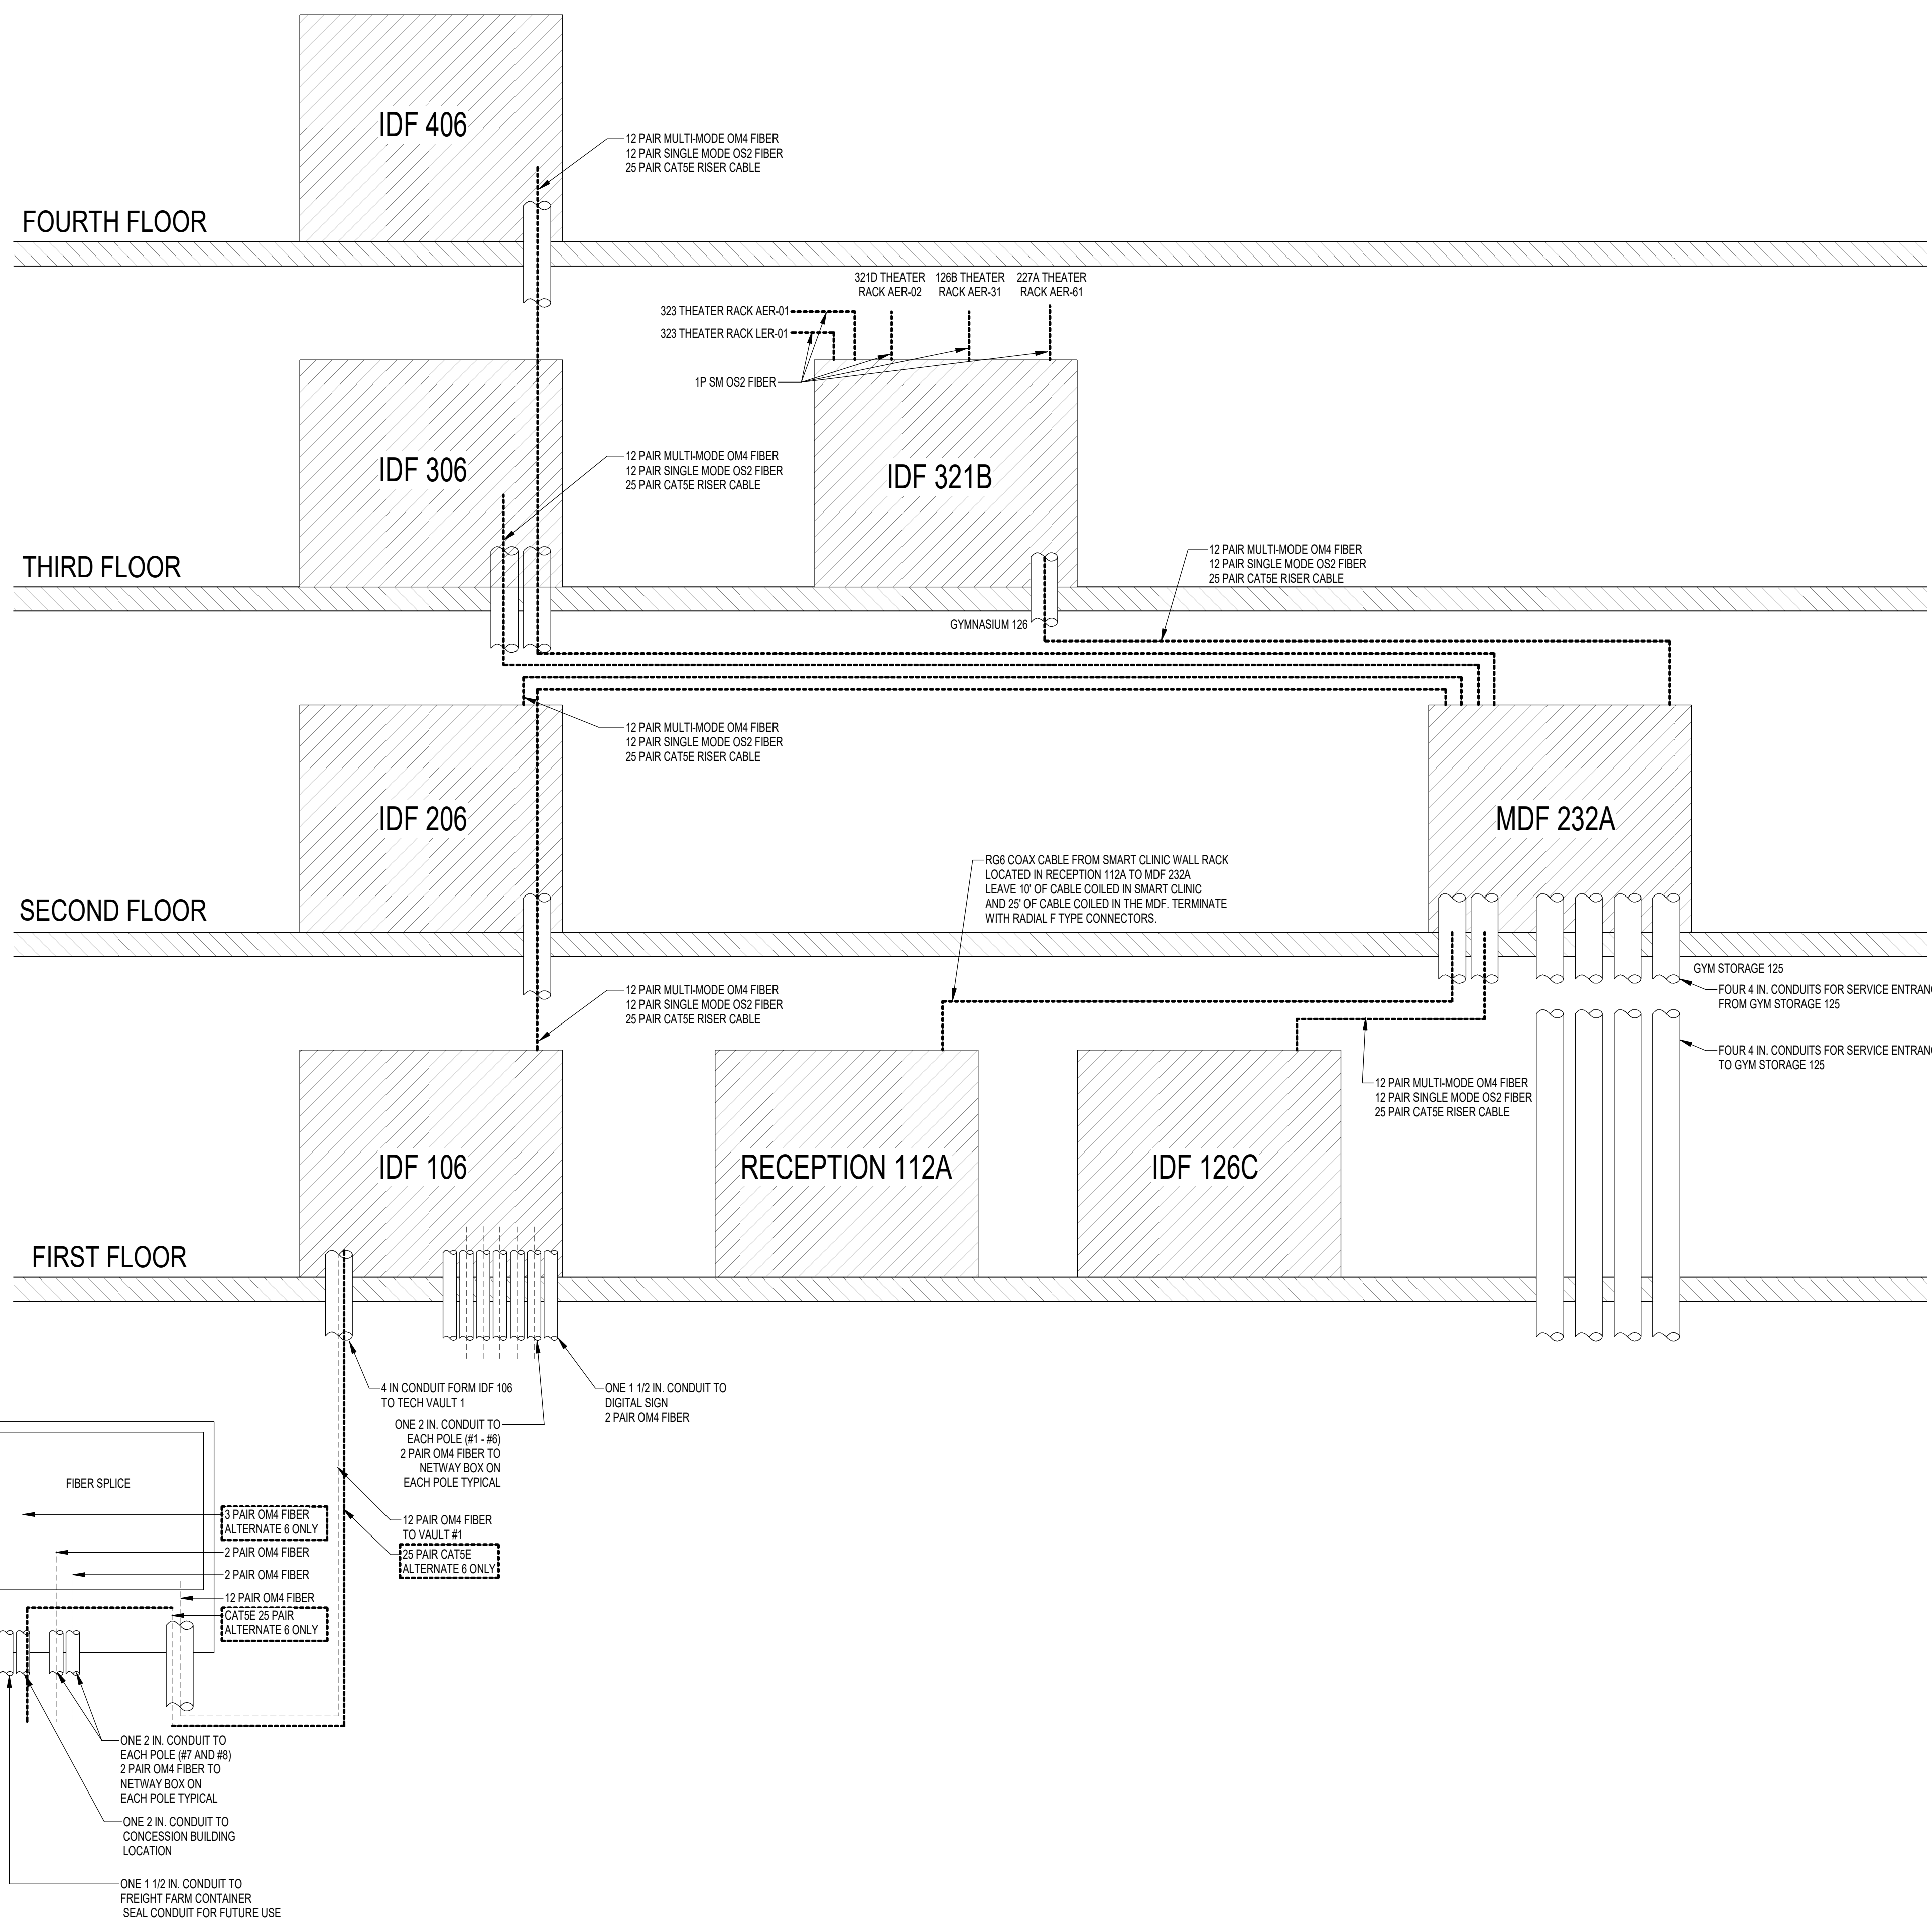 IDF 406
12 PAIR MULTI-MODE OM4 FIBER
12 PAIR SINGLE MODE OS2 FIBER
25 PAIR CAT5E RISER CABLE
FOURTH FLOOR
321D THEATER
RACK AER-02
126B THEATER
RACK AER-31
227A THEATER
RACK AER-61
323 THEATER RACK AER-01
323 THEATER RACK LER-01
1P SM OS2 FIBER
IDF 306
12 PAIR MULTI-MODE OM4 FIBER
12 PAIR SINGLE MODE OS2 FIBER
25 PAIR CAT5E RISER CABLE
IDF 321B
THIRD FLOOR
12 PAIR MULTI-MODE OM4 FIBER
12 PAIR SINGLE MODE OS2 FIBER
25 PAIR CAT5E RISER CABLE
GYMNASIUM 126
12 PAIR MULTI-MODE OM4 FIBER
12 PAIR SINGLE MODE OS2 FIBER
25 PAIR CAT5E RISER CABLE
IDF 206
MDF 232A
RG6 COAX CABLE FROM SMART CLINIC WALL RACK
LOCATED IN RECEPTION 112A TO MDF 232A
LEAVE 10' OF CABLE COILED IN SMART CLINIC
AND 25' OF CABLE COILED IN THE MDF. TERMINATE
WITH RADIAL F TYPE CONNECTORS.
SECOND FLOOR
GYM STORAGE 125
FOUR 4 IN. CONDUITS FOR SERVICE ENTRAN
FROM GYM STORAGE 125
12 PAIR MULTI-MODE OM4 FIBER
12 PAIR SINGLE MODE OS2 FIBER
25 PAIR CAT5E RISER CABLE
FOUR 4 IN. CONDUITS FOR SERVICE ENTRAN
TO GYM STORAGE 125
12 PAIR MULTI-MODE OM4 FIBER
12 PAIR SINGLE MODE OS2 FIBER
25 PAIR CAT5E RISER CABLE
IDF 106
RECEPTION 112A
IDF 126C
FIRST FLOOR
4 IN CONDUIT FORM IDF 106
TO TECH VAULT 1
ONE 1 1/2 IN. CONDUIT TO
DIGITAL SIGN
2 PAIR OM4 FIBER
ONE 2 IN. CONDUIT TO
EACH POLE (#1 - #6)
2 PAIR OM4 FIBER TO
NETWAY BOX ON
EACH POLE TYPICAL
FIBER SPLICE
3 PAIR OM4 FIBER
ALTERNATE 6 ONLY
12 PAIR OM4 FIBER
TO VAULT #1
2 PAIR OM4 FIBER
25 PAIR CAT5E
ALTERNATE 6 ONLY
2 PAIR OM4 FIBER
12 PAIR OM4 FIBER
CAT5E 25 PAIR
ALTERNATE 6 ONLY
ONE 2 IN. CONDUIT TO
EACH POLE (#7 AND #8)
2 PAIR OM4 FIBER TO
NETWAY BOX ON
EACH POLE TYPICAL
ONE 2 IN. CONDUIT TO
CONCESSION BUILDING
LOCATION
ONE 1 1/2 IN. CONDUIT TO
FREIGHT FARM CONTAINER
SEAL CONDUIT FOR FUTURE USE